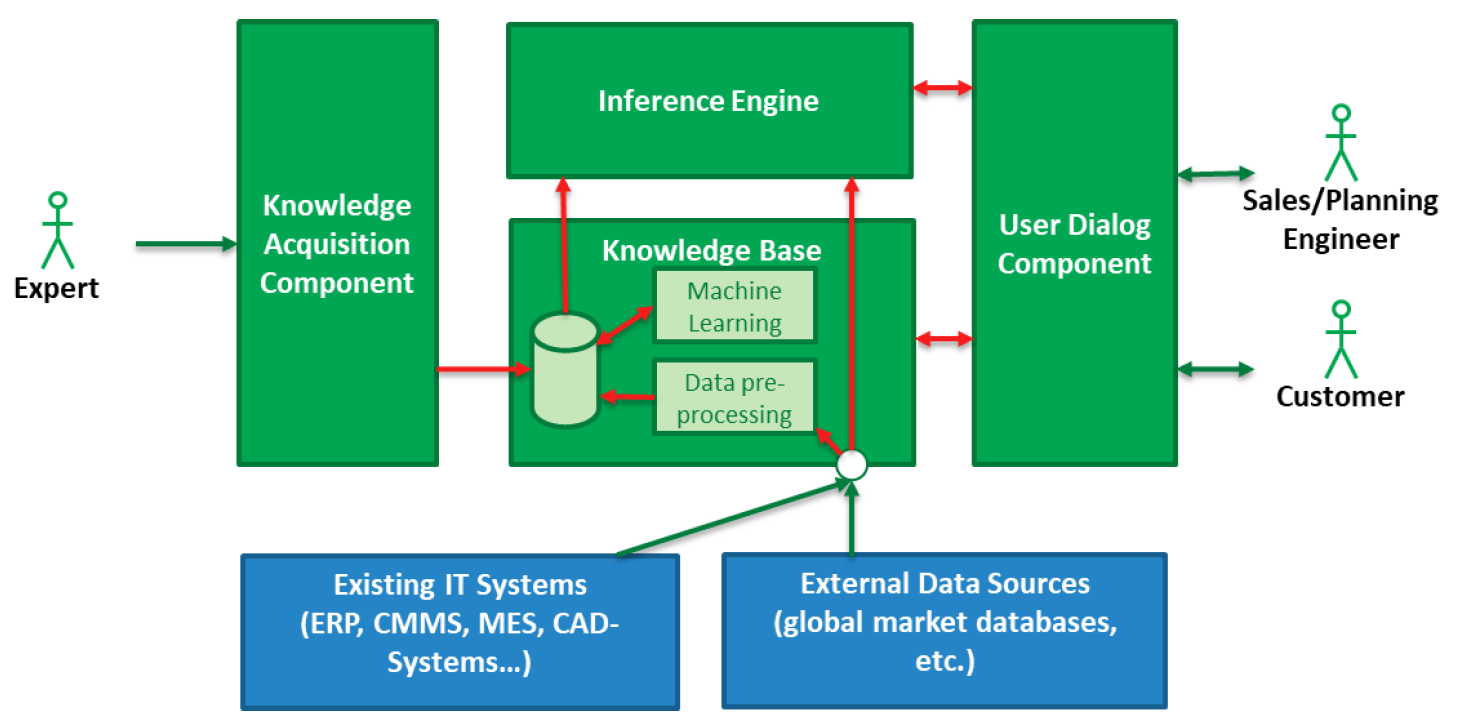 Expert
Knowledge
Acquisition
Component
Inference Engine
Knowledge Base
Machine
Learning
Data pre-
processing
User Dialog
Component
Sales/Planning
Engineer
Customer
Existing IT Systems
(ERP, CMMS, MES, CAD-
Systems...)
External Data Sources
(global market databases,
etc.)